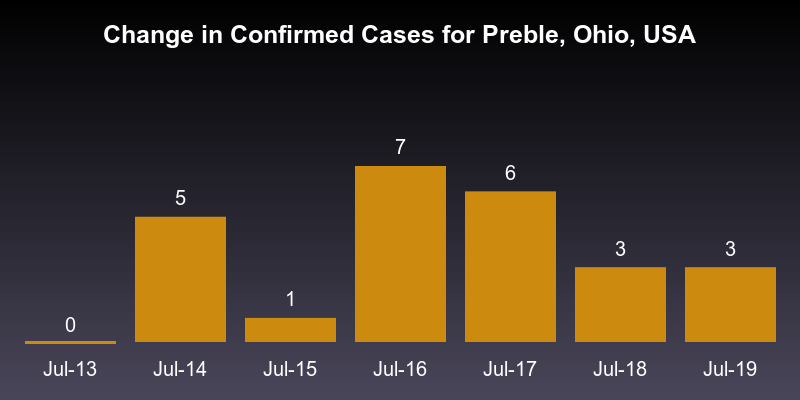 Change in Confirmed Cases for Preble, Ohio, USA
0 5 1 7 6 3 3
Jul-13 Jul-14 Jul-15 Jul-16 Jul-17 Jul-18 Jul-19